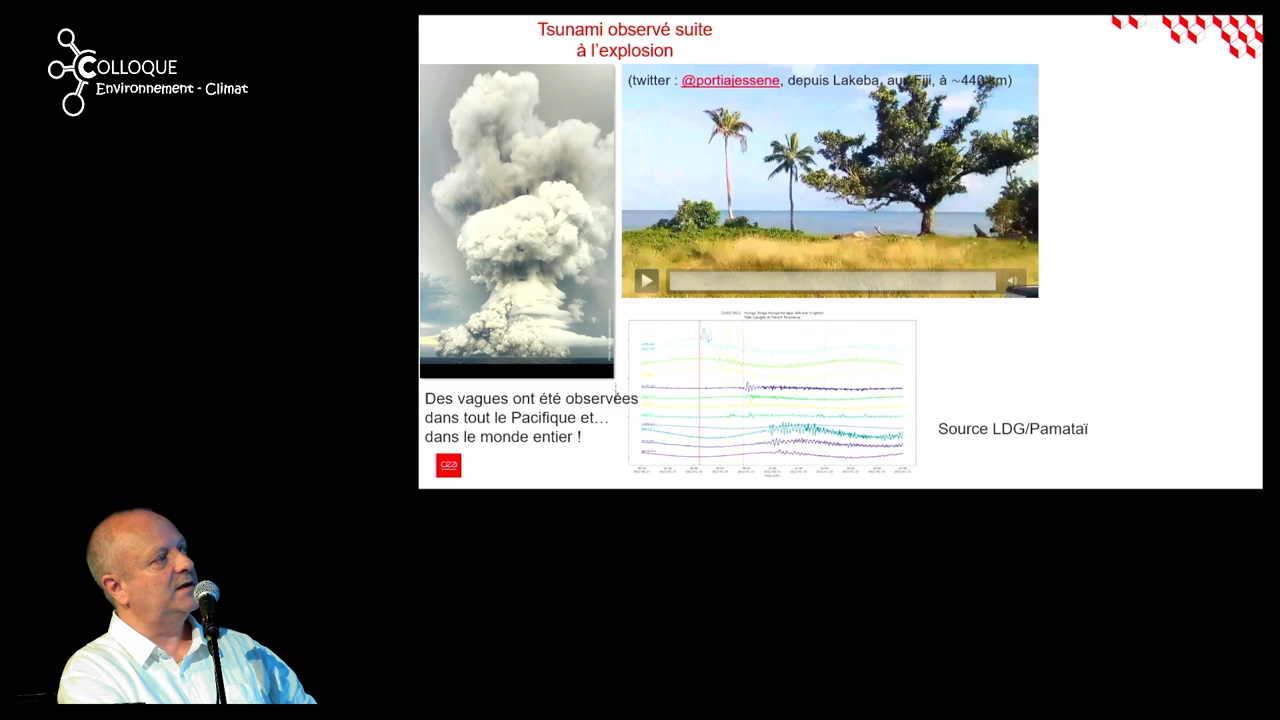 COLLOQUE
Environnement - Climat
Tsunami observé suite
à l'explosion
(twitter : @portiajessene, depuis Lakeba, aux Fiji, à ~440 km)
Des vagues ont été observées
dans tout le Pacifique et…
dans le monde entier !
Source LDG/Pamataï
cea